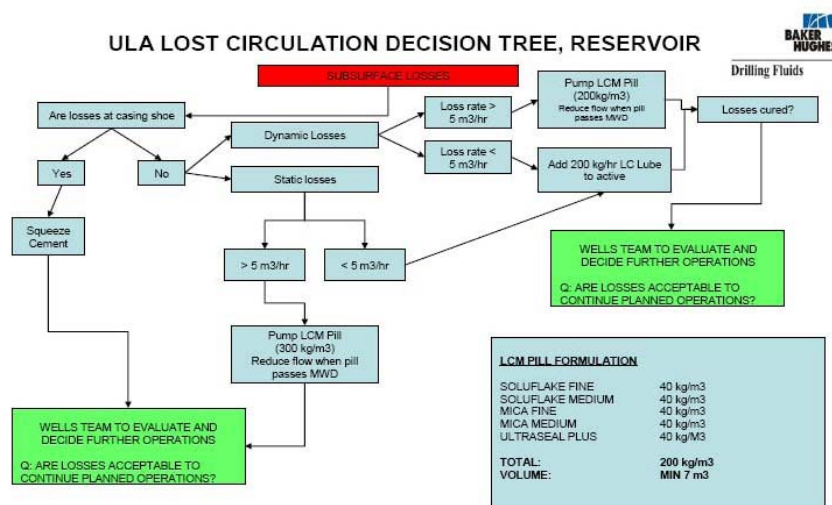 ULA LOST CIRCULATION DECISION TREE, RESERVOIR
BAKER
HUGHES
Drilling Fluids
SUBSURFACE LOSSES
Are losses at casing shoe
Yes
No
Squeeze
Cement
Dynamic Losses
Static losses
Loss rate >
5 m3/hr
Loss rate <
5 m3/hr
Pump LCM Pill
(200kg/m3)
Reduce flow when pill
passes MWD
Add 200 kg/hr LC Lube
to active
Losses cured?
> 5 m3/hr
< 5 m3/hr
Pump LCM Pill
(300 kg/m3)
Reduce flow when pill
passes MWD
WELLS TEAM TO EVALUATE AND
DECIDE FURTHER OPERATIONS
Q: ARE LOSSES ACCEPTABLE TO
CONTINUE PLANNED OPERATIONS?
WELLS TEAM TO EVALUATE AND
DECIDE FURTHER OPERATIONS
Q: ARE LOSSES ACCEPTABLE TO
CONTINUE PLANNED OPERATIONS?
LCM PILL FORMULATION
SOLUFLAKE FINE 40 kg/m3
SOLUFLAKE MEDIUM 40 kg/m3
MICA FINE 40 kg/m3
MICA MEDIUM 40 kg/m3
ULTRASEAL PLUS 40 kg/M3
TOTAL: 200 kg/m3
VOLUME: MIN 7 m3